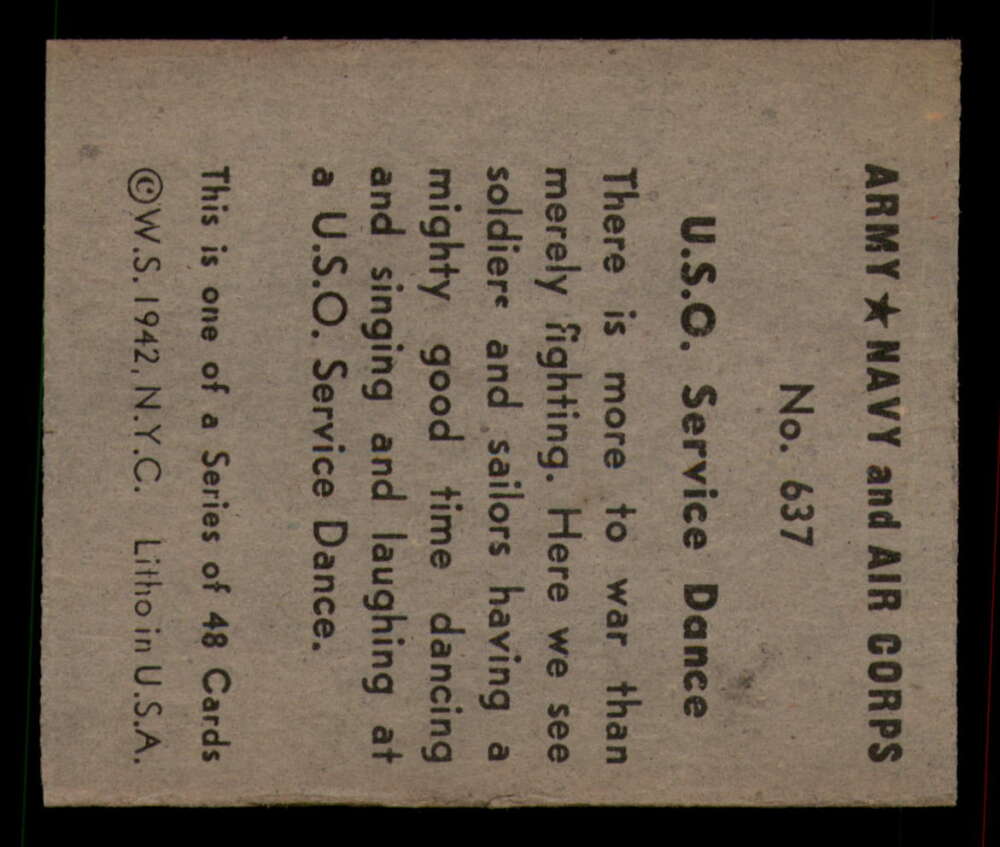 ARMY ★ NAVY and AIR CORPS
No. 637
U.S.O. Service Dance
There is more to war than
merely fighting. Here we see
soldiers and sailors having a
mighty good time dancing
and singing and laughing at
a U.S.O. Service Dance.
This is one of a Series of 48 Cards
©W.S. 1942, N.Y.C. Litho in U.S.A.